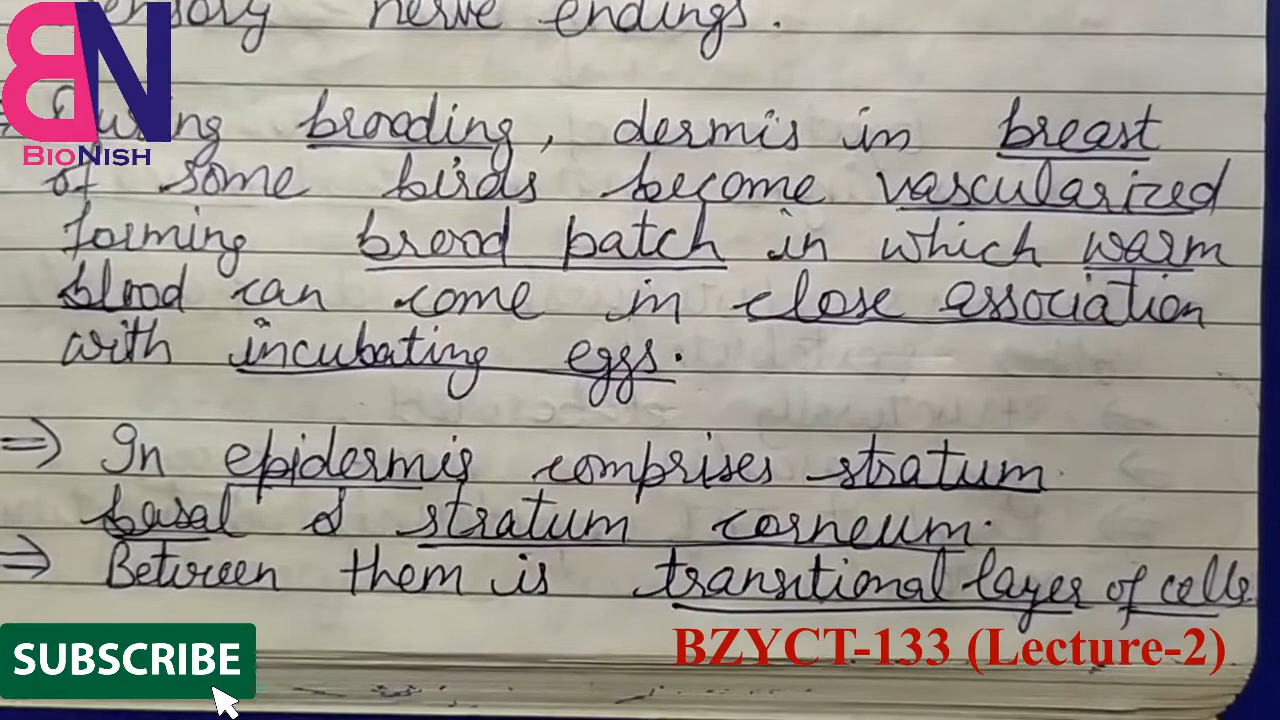 sensory nerve endings.
BN
BIONISH
⇒ During brooding, dermis in breast
of some birds become vascularized
forming brood patch in which warm
blood can come in close association
with incubating eggs.
⇒ In epidermis comprises stratum
basal & stratum corneum.
⇒ Between them is transitional layer of cells
SUBSCRIBE
BZYCT-133 (Lecture-2)